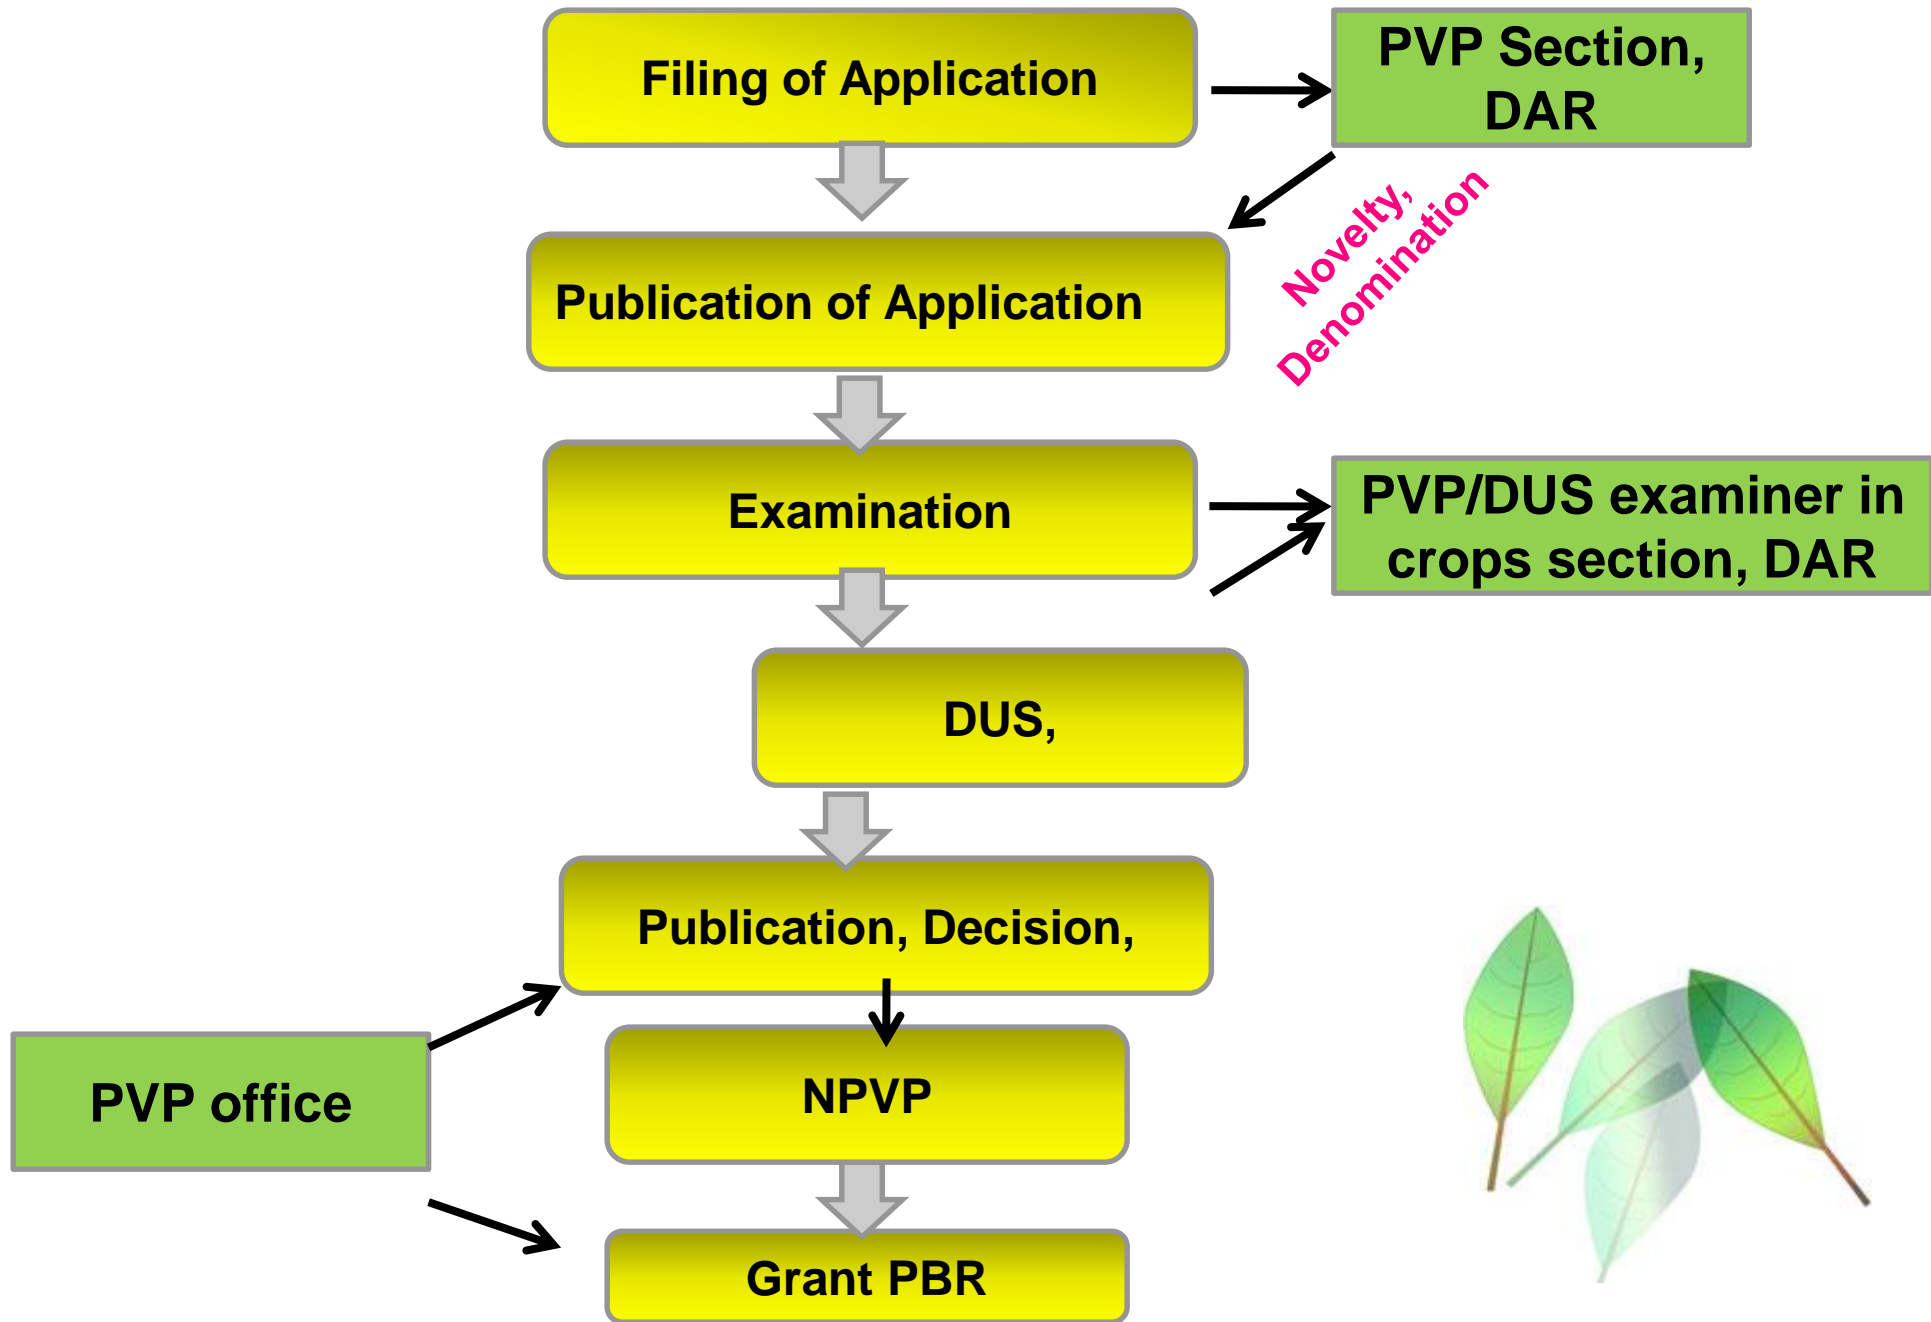 Filing of Application
PVP Section,
DAR
Novelty,
Denomination
Publication of Application
Examination
PVP/DUS examiner in
crops section, DAR
DUS,
Publication, Decision,
PVP office
NPVP
Grant PBR